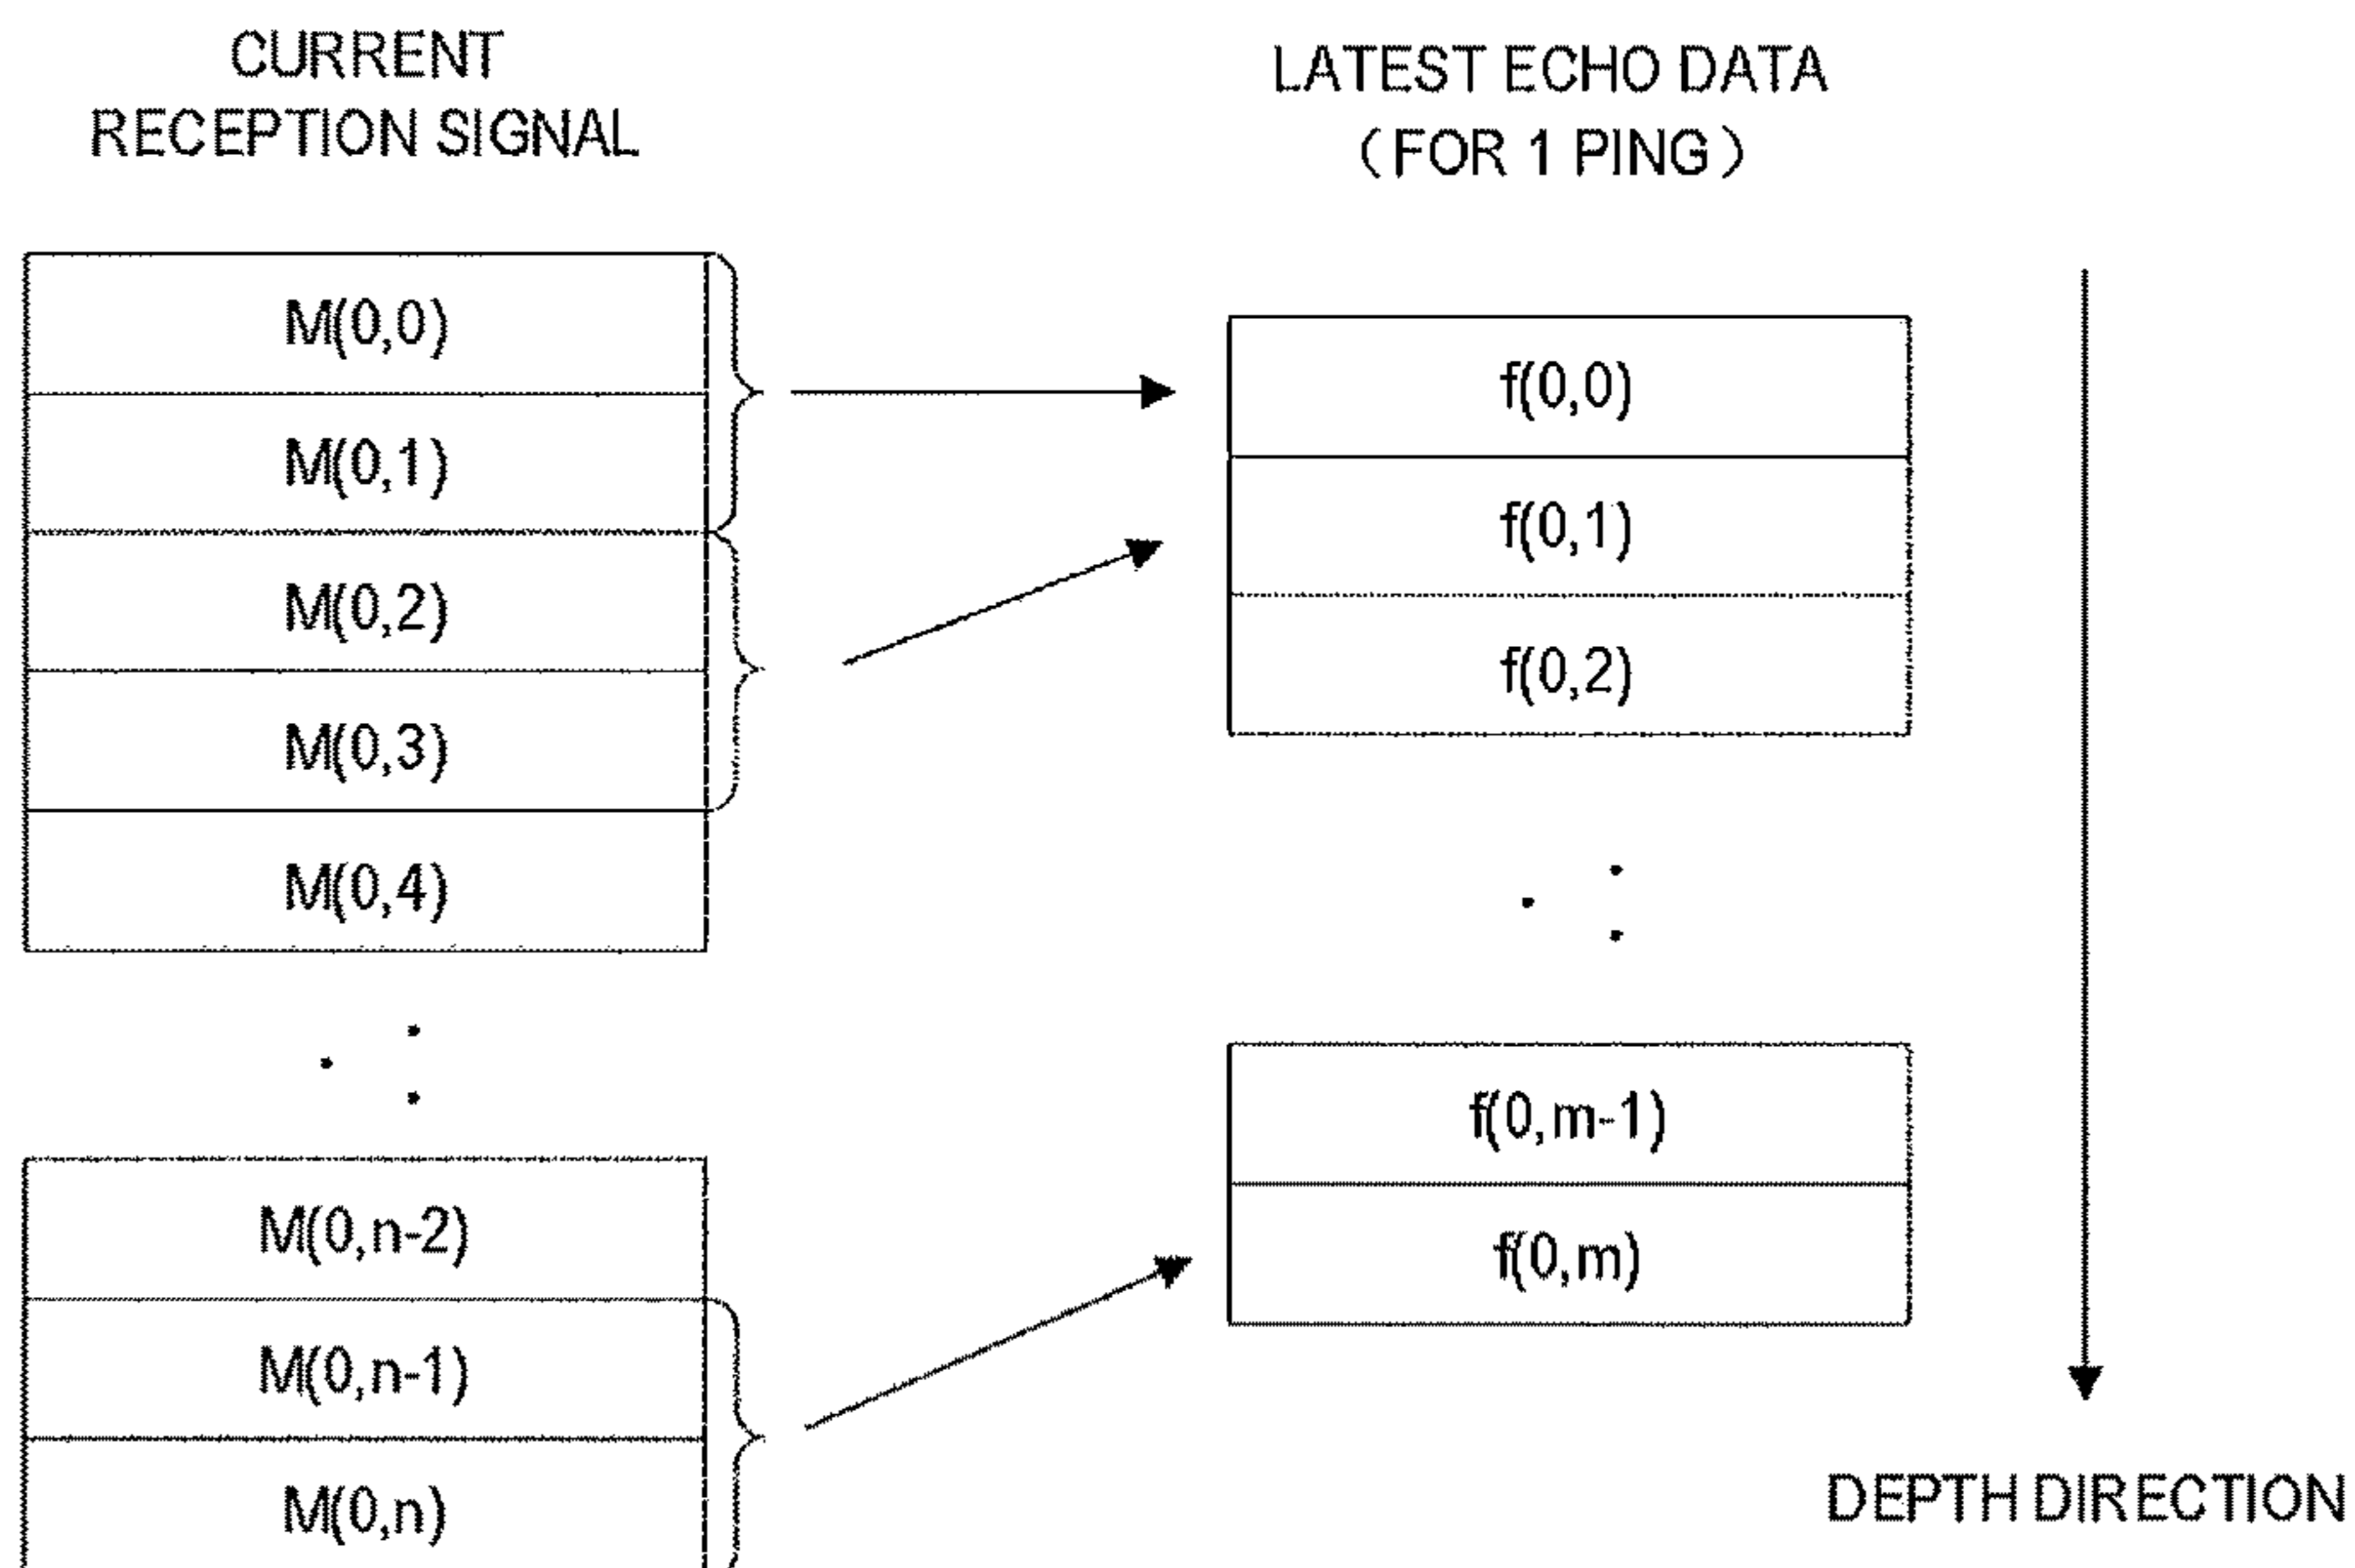 CURRENT
RECEPTION SIGNAL
M(0,0)
M(0,1)
M(0,2)
M(0,3)
M(0,4)
M(0,n-2)
M(0,n-1)
M(0,n)
LATEST ECHO DATA
(FOR 1 PING)
f(0,0)
f(0,1)
f(0,2)
f(0,m-1)
f(0,m)
DEPTH DIRECTION